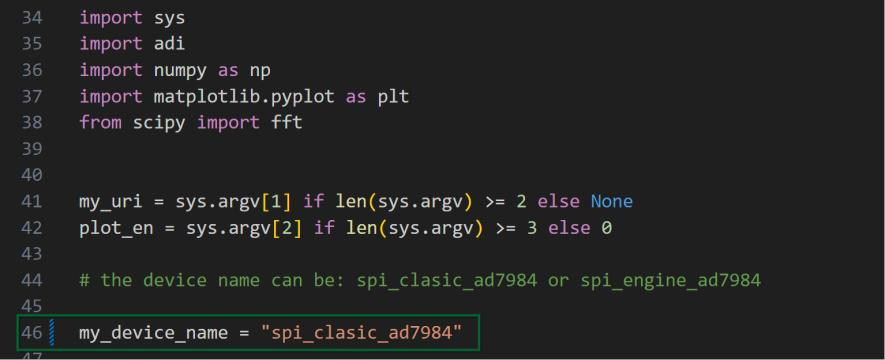 34 import sys
35 import adi
36 import numpy as np
37 import matplotlib.pyplot as plt
38 from scipy import fft
39
40
41 my_uri = sys.argv[1] if len(sys.argv) >= 2 else None
42 plot_en = sys.argv[2] if len(sys.argv) >= 3 else 0
43
44 # the device name can be: spi_clasic_ad7984 or spi_engine_ad7984
45
46 my_device_name = "spi_clasic_ad7984"
47